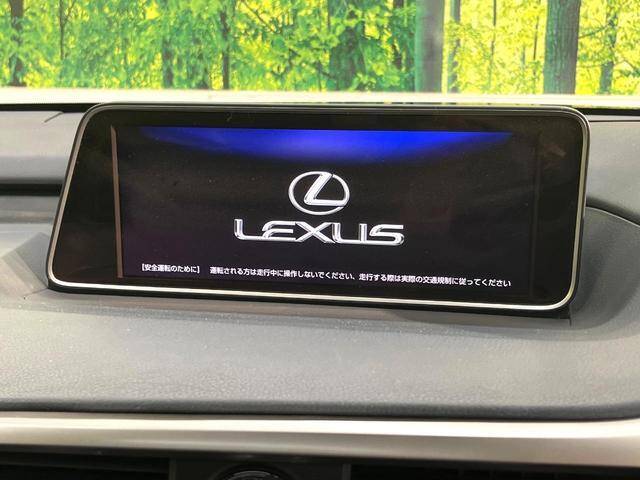 LEXUS
【安全運転のために】 運転される方は走行中に操作しないでください、走行する際は実際の交通規制に従ってください